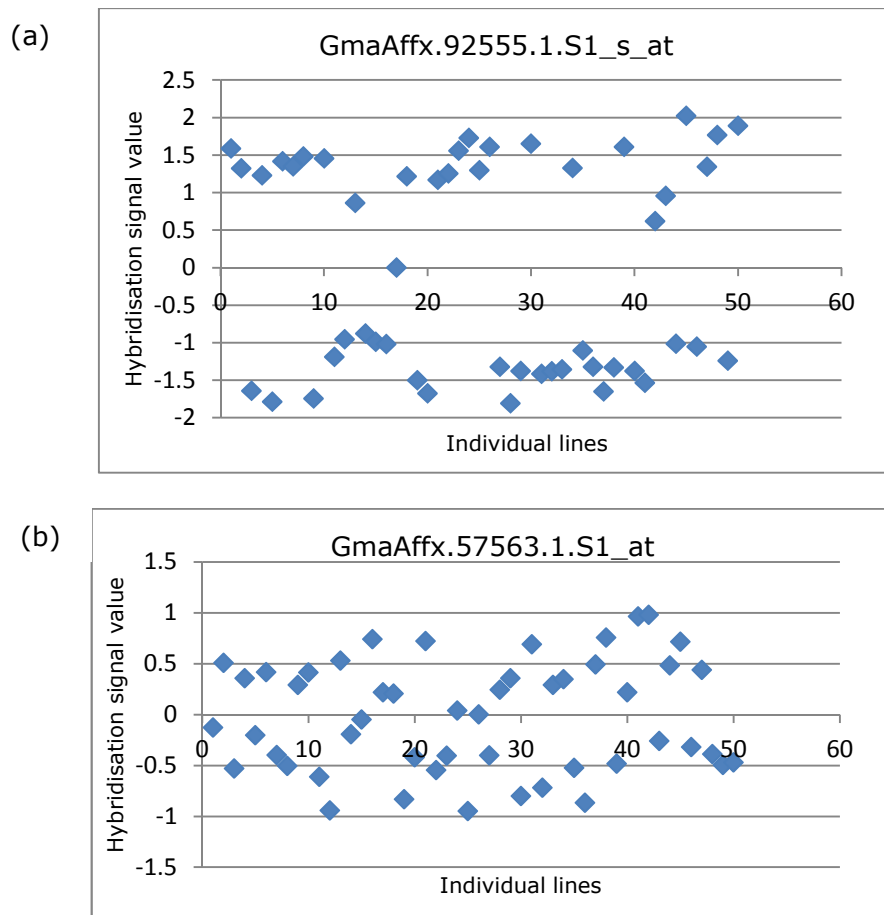 (a)
GmaAffx.92555.1.S1_s_at
Hybridisation signal value
2.5
2
1.5
1
0.5
0
-0.5
-1
-1.5
-2
0 10 20 30 40 50 60
Individual lines
(b)
GmaAffx.57563.1.S1_at
Hybridisation signal value
1.5
1
0.5
0
-0.5
-1
-1.5
0 10 20 30 40 50 60
Individual lines